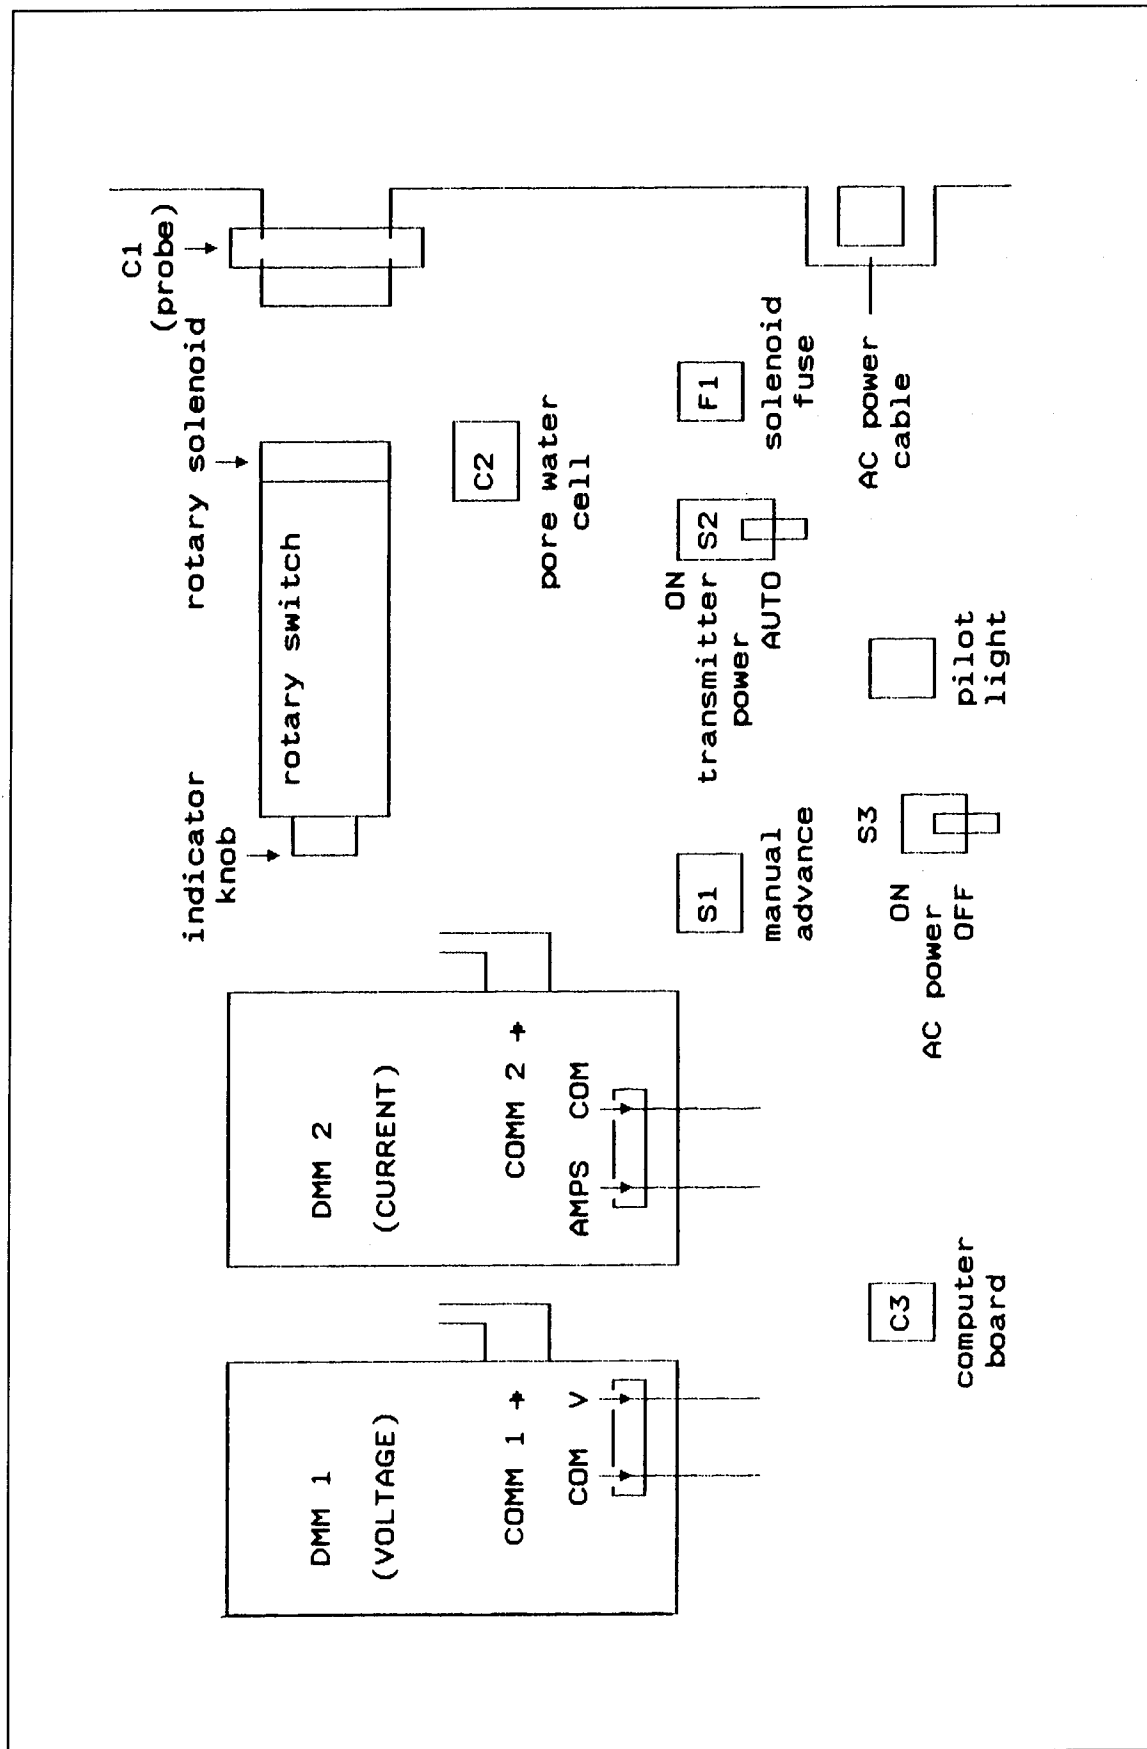 DMM 1
(VOLTAGE)
COMM 1 →
COM V
DMM 2
(CURRENT)
COMM 2 →
AMPS COM
indicator
knob
rotary switch
rotary solenoid
C1
(probe)
C2
pore water
cell
S1
manual
advance
ON
transmitter
power
AUTO
S2
F1
solenoid
fuse
C3
computer
board
S3
ON
AC power
OFF
pilot
light
AC power
cable